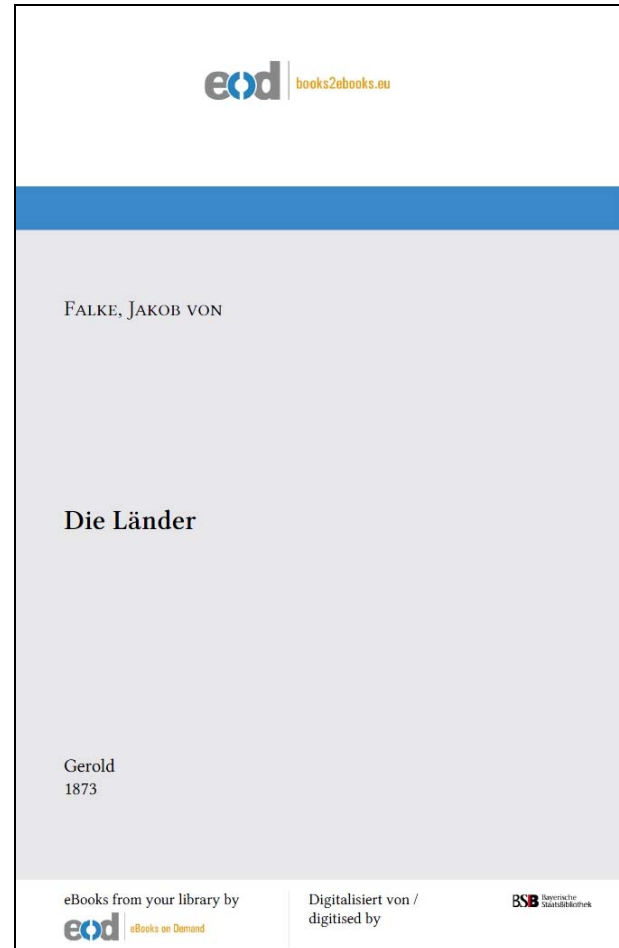 eod books2ebooks.eu
FALKE, JAKOB VON
Die Länder
Gerold
1873
eBooks from your library by
eod eBooks on Demand
Digitalisiert von /
digitised by
BSB Bayerische
StaatsBibliothek